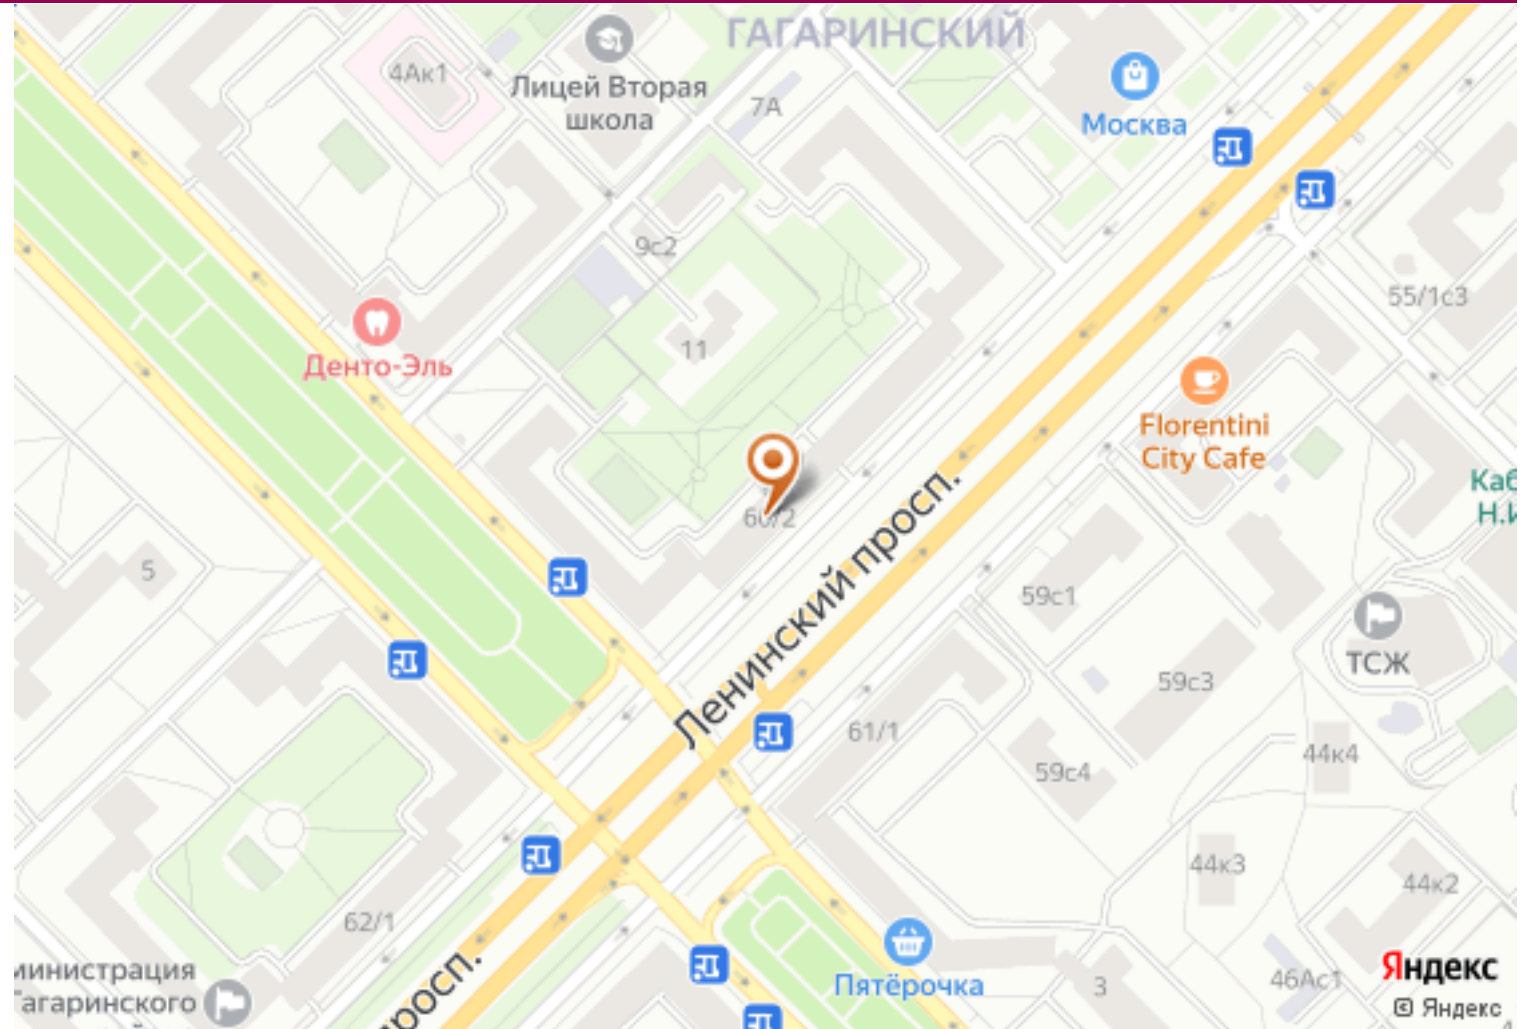 ГАГАРИНСКИЙ
4Ак1
Лицей Вторая
школа
7А
Москва
9с2
55/1с3
11
Денто-Эль
Florentini
City Cafe
60/2
Ленинский просп.
5
59с1
ТСЖ
59с3
61/1
44к4
59с4
44к3
44к2
62/1
Гагаринского
просп.
Пятёрочка
3
46Ас1
Яндекс
© Яндекс